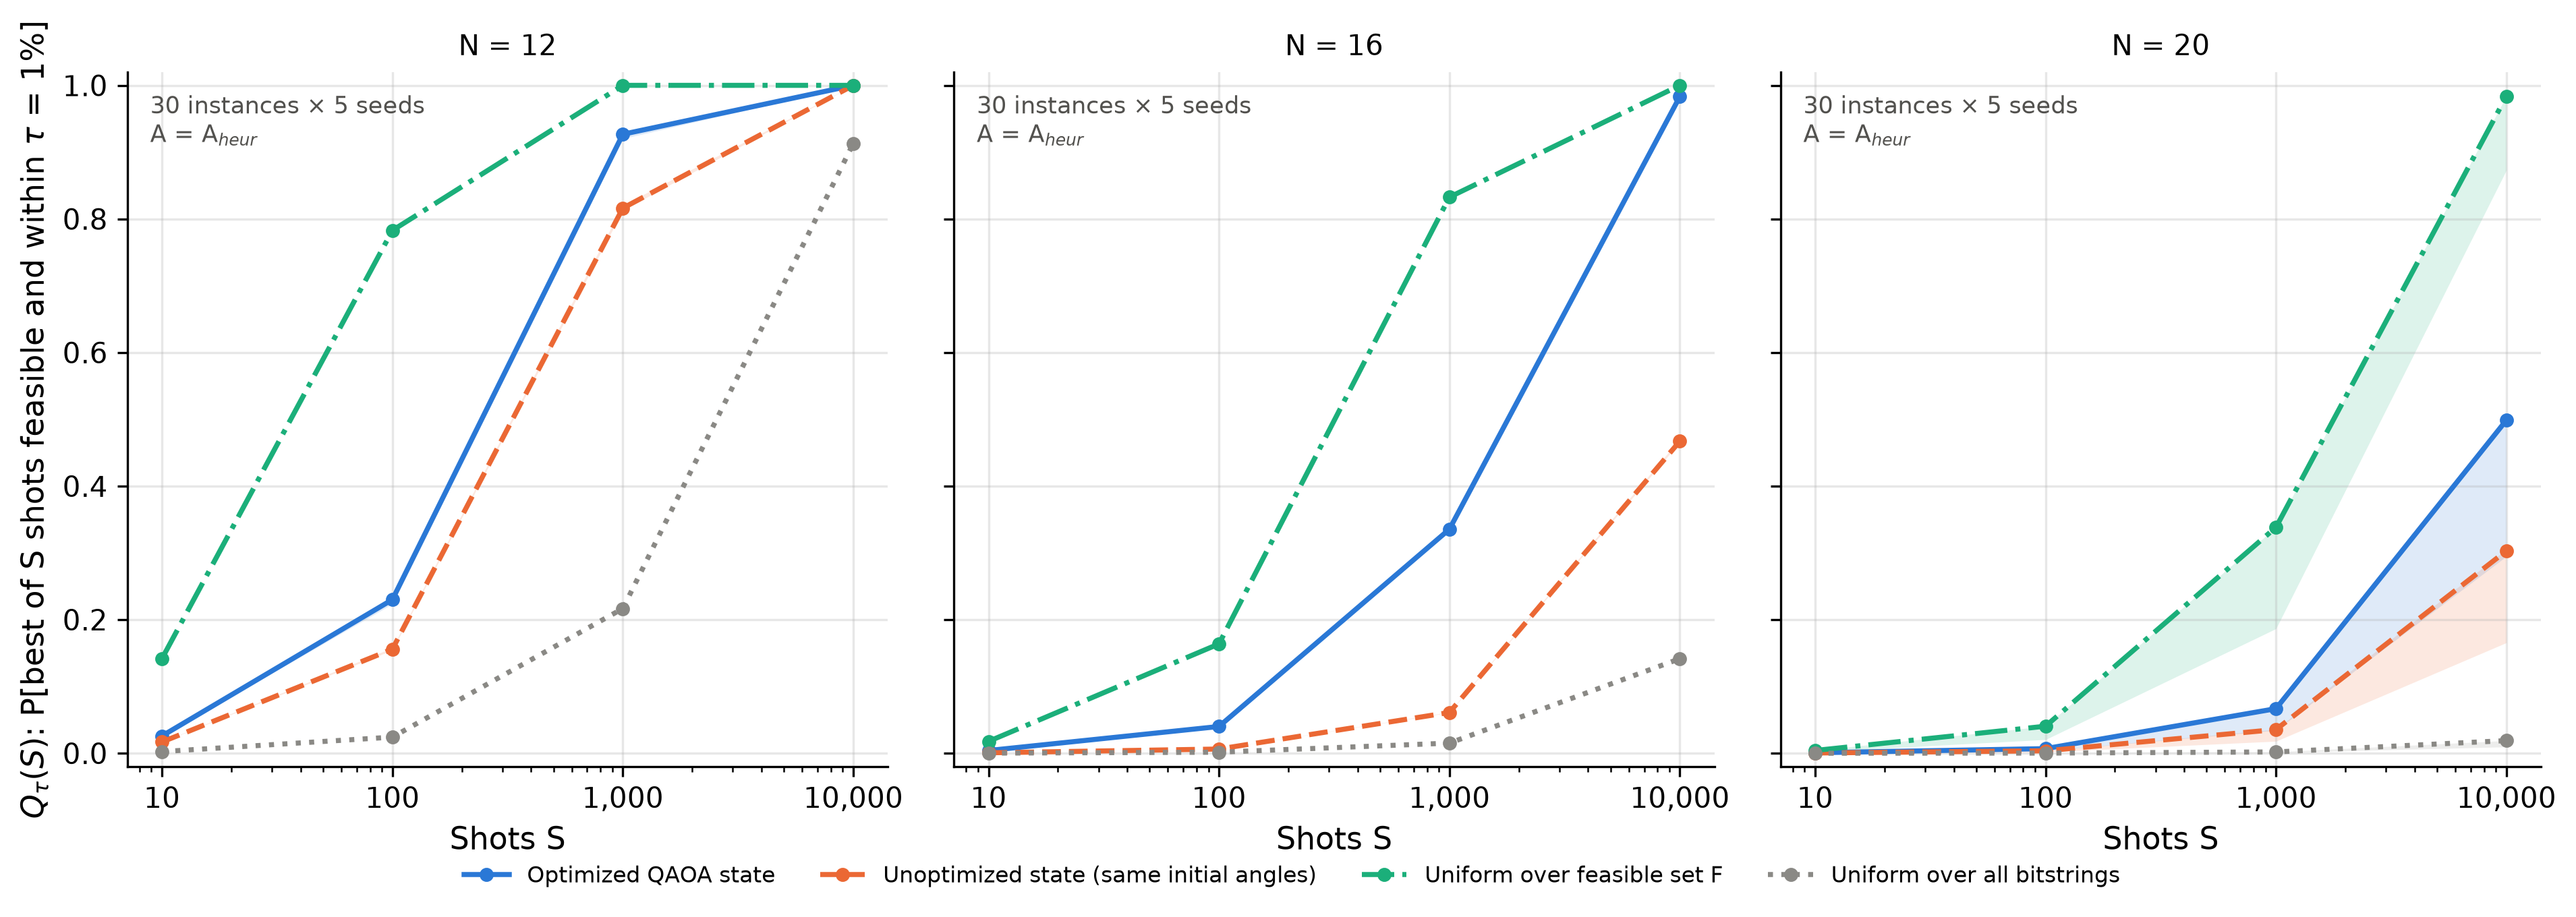 Qτ(S): P[best of S shots feasible and within τ = 1%]
N = 12
1.0
0.8
0.6
0.4
0.2
0.0
30 instances × 5 seeds
A = Aheur
10
100
1,000
10,000
Shots S
N = 16
30 instances × 5 seeds
A = Aheur
10
100
1,000
10,000
Shots S
N = 20
30 instances × 5 seeds
A = Aheur
10
100
1,000
10,000
Shots S
Optimized QAOA state
Unoptimized state (same initial angles)
Uniform over feasible set F
Uniform over all bitstrings